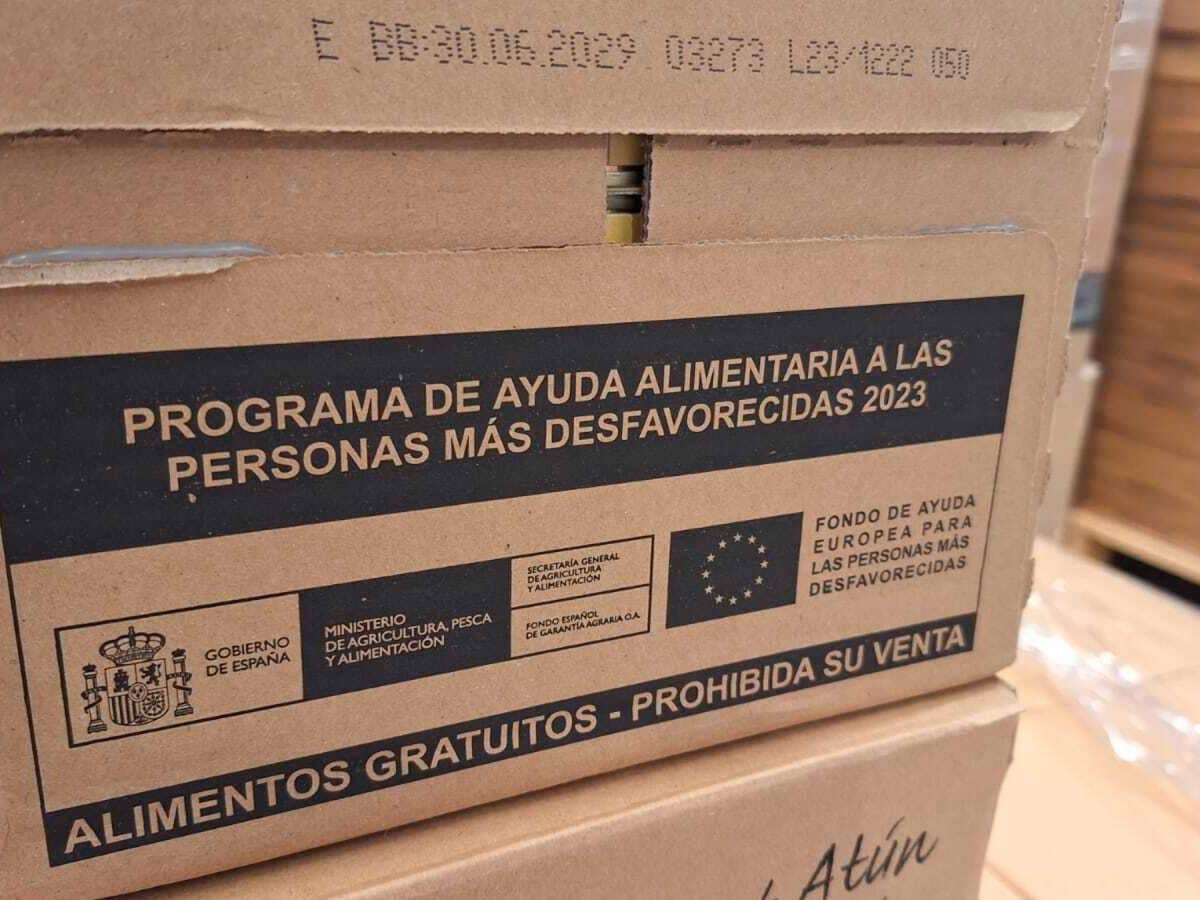 E BB:30.06.2029 03273 L23/1222 050
PROGRAMA DE AYUDA ALIMENTARIA A LAS
PERSONAS MÁS DESFAVORECIDAS 2023
GOBIERNO
DE ESPAÑA
MINISTERIO
DE AGRICULTURA, PESCA
Y ALIMENTACIÓN
SECRETARÍA GENERAL
DE AGRICULTURA
Y ALIMENTACIÓN
FONDO ESPAÑOL
DE GARANTÍA AGRARIA O.A.
FONDO DE AYUDA
EUROPEA PARA
LAS PERSONAS MÁS
DESFAVORECIDAS
ALIMENTOS GRATUITOS - PROHIBIDA SU VENTA
Atún